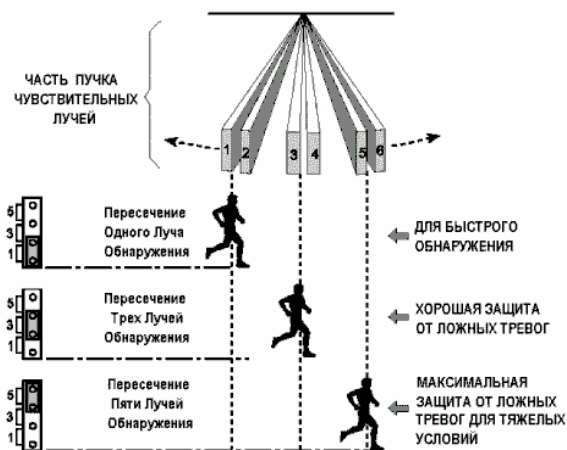 ЧАСТЬ ПУЧКА
ЧУВСТВИТЕЛЬНЫХ
ЛУЧЕЙ
1 2 3 4 5 6
5
3
1
Пересечение
Одного Луча
Обнаружения
ДЛЯ БЫСТРОГО
ОБНАРУЖЕНИЯ
5
3
1
Пересечение
Трех Лучей
Обнаружения
ХОРОШАЯ ЗАЩИТА
ОТ ЛОЖНЫХ ТРЕВОГ
5
3
1
Пересечение
Пяти Лучей
Обнаружения
МАКСИМАЛЬНАЯ
ЗАЩИТА ОТ ЛОЖНЫХ
ТРЕВОГ ДЛЯ ТЯЖЕЛЫХ
УСЛОВИЙ